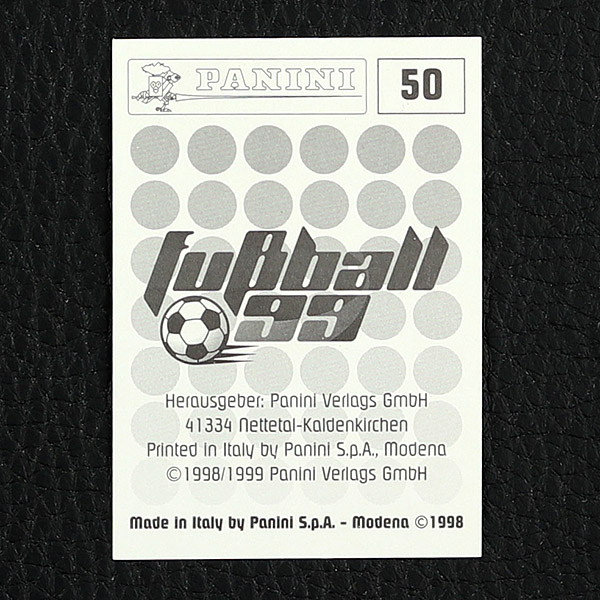 PANINI
50
fußball
99
Herausgeber: Panini Verlags GmbH
41334 Nettetal-Kaldenkirchen
Printed in Italy by Panini S.p.A., Modena
©1998/1999 Panini Verlags GmbH
Made in Italy by Panini S.p.A. - Modena ©1998